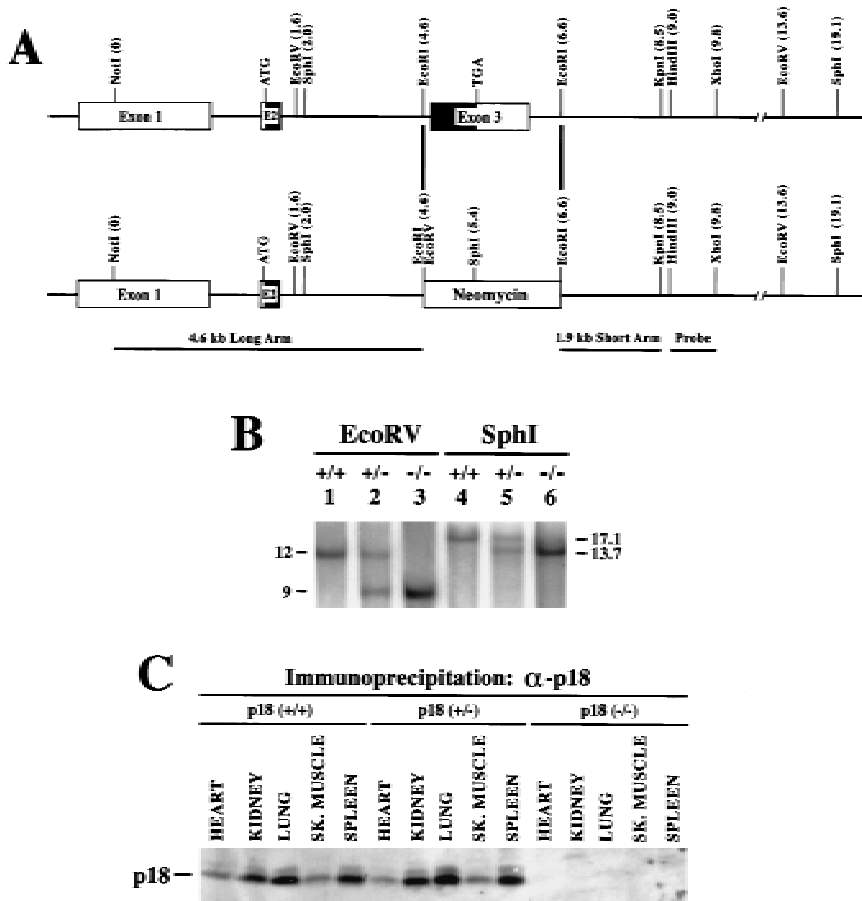 A
NotI (0)
ATG
EcoRV (1.6)
SphI (2.0)
EcoRI (4.6)
TGA
EcoRI (6.6)
KpnI (8.5)
HindIII (9.0)
XhoI (9.8)
EcoRV (13.6)
SphI (19.1)
Exon 1
E2
Exon 3
NotI (0)
ATG
EcoRV (1.6)
SphI (2.0)
EcoRI
EcoRV (4.6)
SphI (5.4)
EcoRI (6.6)
KpnI (8.5)
HindIII (9.0)
XhoI (9.8)
EcoRV (13.6)
SphI (19.1)
Exon 1
E2
Neomycin
4.6 kb Long Arm
1.9 kb Short Arm
Probe
B
EcoRV SphI
+/+ +/- -/- +/+ +/- -/-
1 2 3 4 5 6
17.1
12
13.7
9
C
Immunoprecipitation: α-p18
p18 (+/+) p18 (+/-) p18 (-/-)
HEART
KIDNEY
LUNG
SK. MUSCLE
SPLEEN
HEART
KIDNEY
LUNG
SK. MUSCLE
SPLEEN
HEART
KIDNEY
LUNG
SK. MUSCLE
SPLEEN
p18